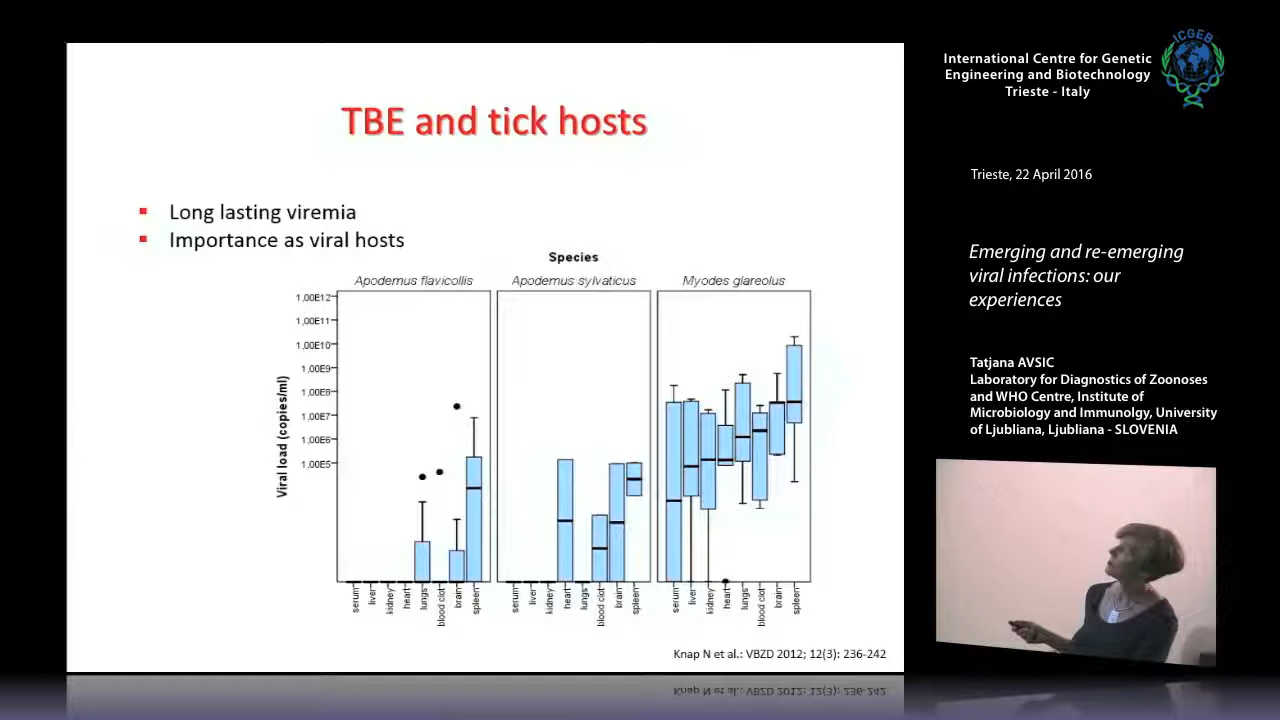 TBE and tick hosts
Long lasting viremia
Importance as viral hosts
Species
Apodemus flavicollis
Apodemus sylvaticus
Myodes glareolus
Viral load (copies/ml)
1,00E12
1,00E11
1,00E10
1,00E9
1,00E8
1,00E7
1,00E6
1,00E5
serum
liver
kidney
heart
lungs
blood clot
brain
spleen
serum
liver
kidney
heart
lungs
blood clot
brain
spleen
serum
liver
kidney
heart
lungs
blood clot
brain
spleen
Knap N et al.: VBZD 2012; 12(3): 236-242
ICGEB
International Centre for Genetic
Engineering and Biotechnology
Trieste - Italy
Trieste, 22 April 2016
Emerging and re-emerging
viral infections: our
experiences
Tatjana AVSIC
Laboratory for Diagnostics of Zoonoses
and WHO Centre, Institute of
Microbiology and Immunolgy, University
of Ljubliana, Ljubliana - SLOVENIA